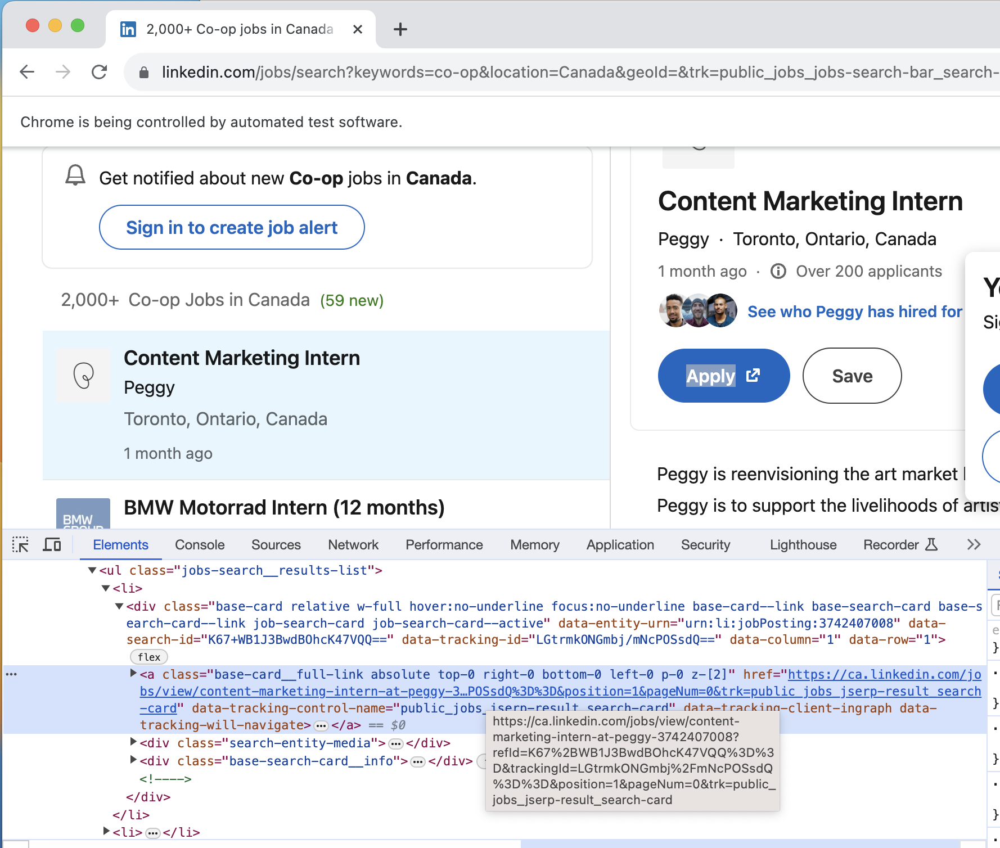 2,000+ Co-op jobs in Canada
linkedin.com/jobs/search?keywords=co-op&location=Canada&geoId=&trk=public_jobs_jobs-search-bar_search-
Chrome is being controlled by automated test software.
Get notified about new Co-op jobs in Canada.
Sign in to create job alert
2,000+ Co-op Jobs in Canada (59 new)
Content Marketing Intern
Peggy
Toronto, Ontario, Canada
1 month ago
BMW Motorrad Intern (12 months)
BMW
GROUP
Content Marketing Intern
Peggy · Toronto, Ontario, Canada
1 month ago · Over 200 applicants
See who Peggy has hired for
Apply
Save
Peggy is reenvisioning the art market
Peggy is to support the livelihoods of artis
Elements Console Sources Network Performance Memory Application Security Lighthouse Recorder
<ul class="jobs-search__results-list">
<li>
<div class="base-card relative w-full hover:no-underline focus:no-underline base-card--link base-search-card base-s
earch-card--link job-search-card job-search-card--active" data-entity-urn="urn:li:jobPosting:3742407008" data-
search-id="K67+WB1J3BwdBOhcK47VQQ==" data-tracking-id="LGtrmkONGmbj/mNcPOSsdQ==" data-column="1" data-row="1">
flex
<a class="base-card__full-link absolute top-0 right-0 bottom-0 left-0 p-0 z-[2]" href="https://ca.linkedin.com/jo
bs/view/content-marketing-intern-at-peggy-3…POSsdQ%3D%3D&position=1&pageNum=0&trk=public_jobs_jserp-result_search
-card" data-tracking-control-name="public_jobs_jserp-result_search-card" data-tracking-client-ingraph data-
tracking-will-navigate>…</a> == $0
<div class="search-entity-media">…</div>
<div class="base-search-card__info">…</div>
<!---->
</div>
</li>
<li>…</li>
https://ca.linkedin.com/jobs/view/content-
marketing-intern-at-peggy-3742407008?
refId=K67%2BWB1J3BwdBOhcK47VQQ%3D%3
D&trackingId=LGtrmkONGmbj%2FmNcPOSsdQ
%3D%3D&position=1&pageNum=0&trk=public_
jobs_jserp-result_search-card